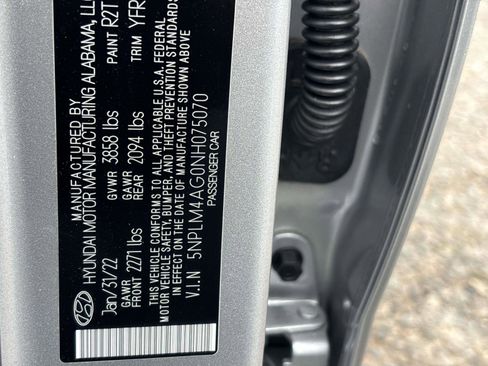 MANUFACTURED BY
HYUNDAI MOTOR MANUFACTURING ALABAMA, LLC
Jan/31/22 GVWR 3858 lbs PAINT R2T
GAWR FRONT 2271 lbs GAWR REAR 2094 lbs TRIM YFR
THIS VEHICLE CONFORMS TO ALL APPLICABLE U.S.A. FEDERAL
MOTOR VEHICLE SAFETY, BUMPER, AND THEFT PREVENTION STANDARDS
IN EFFECT ON THE DATE OF MANUFACTURE SHOWN ABOVE
V.I.N 5NPLM4AG0NH075070
PASSENGER CAR